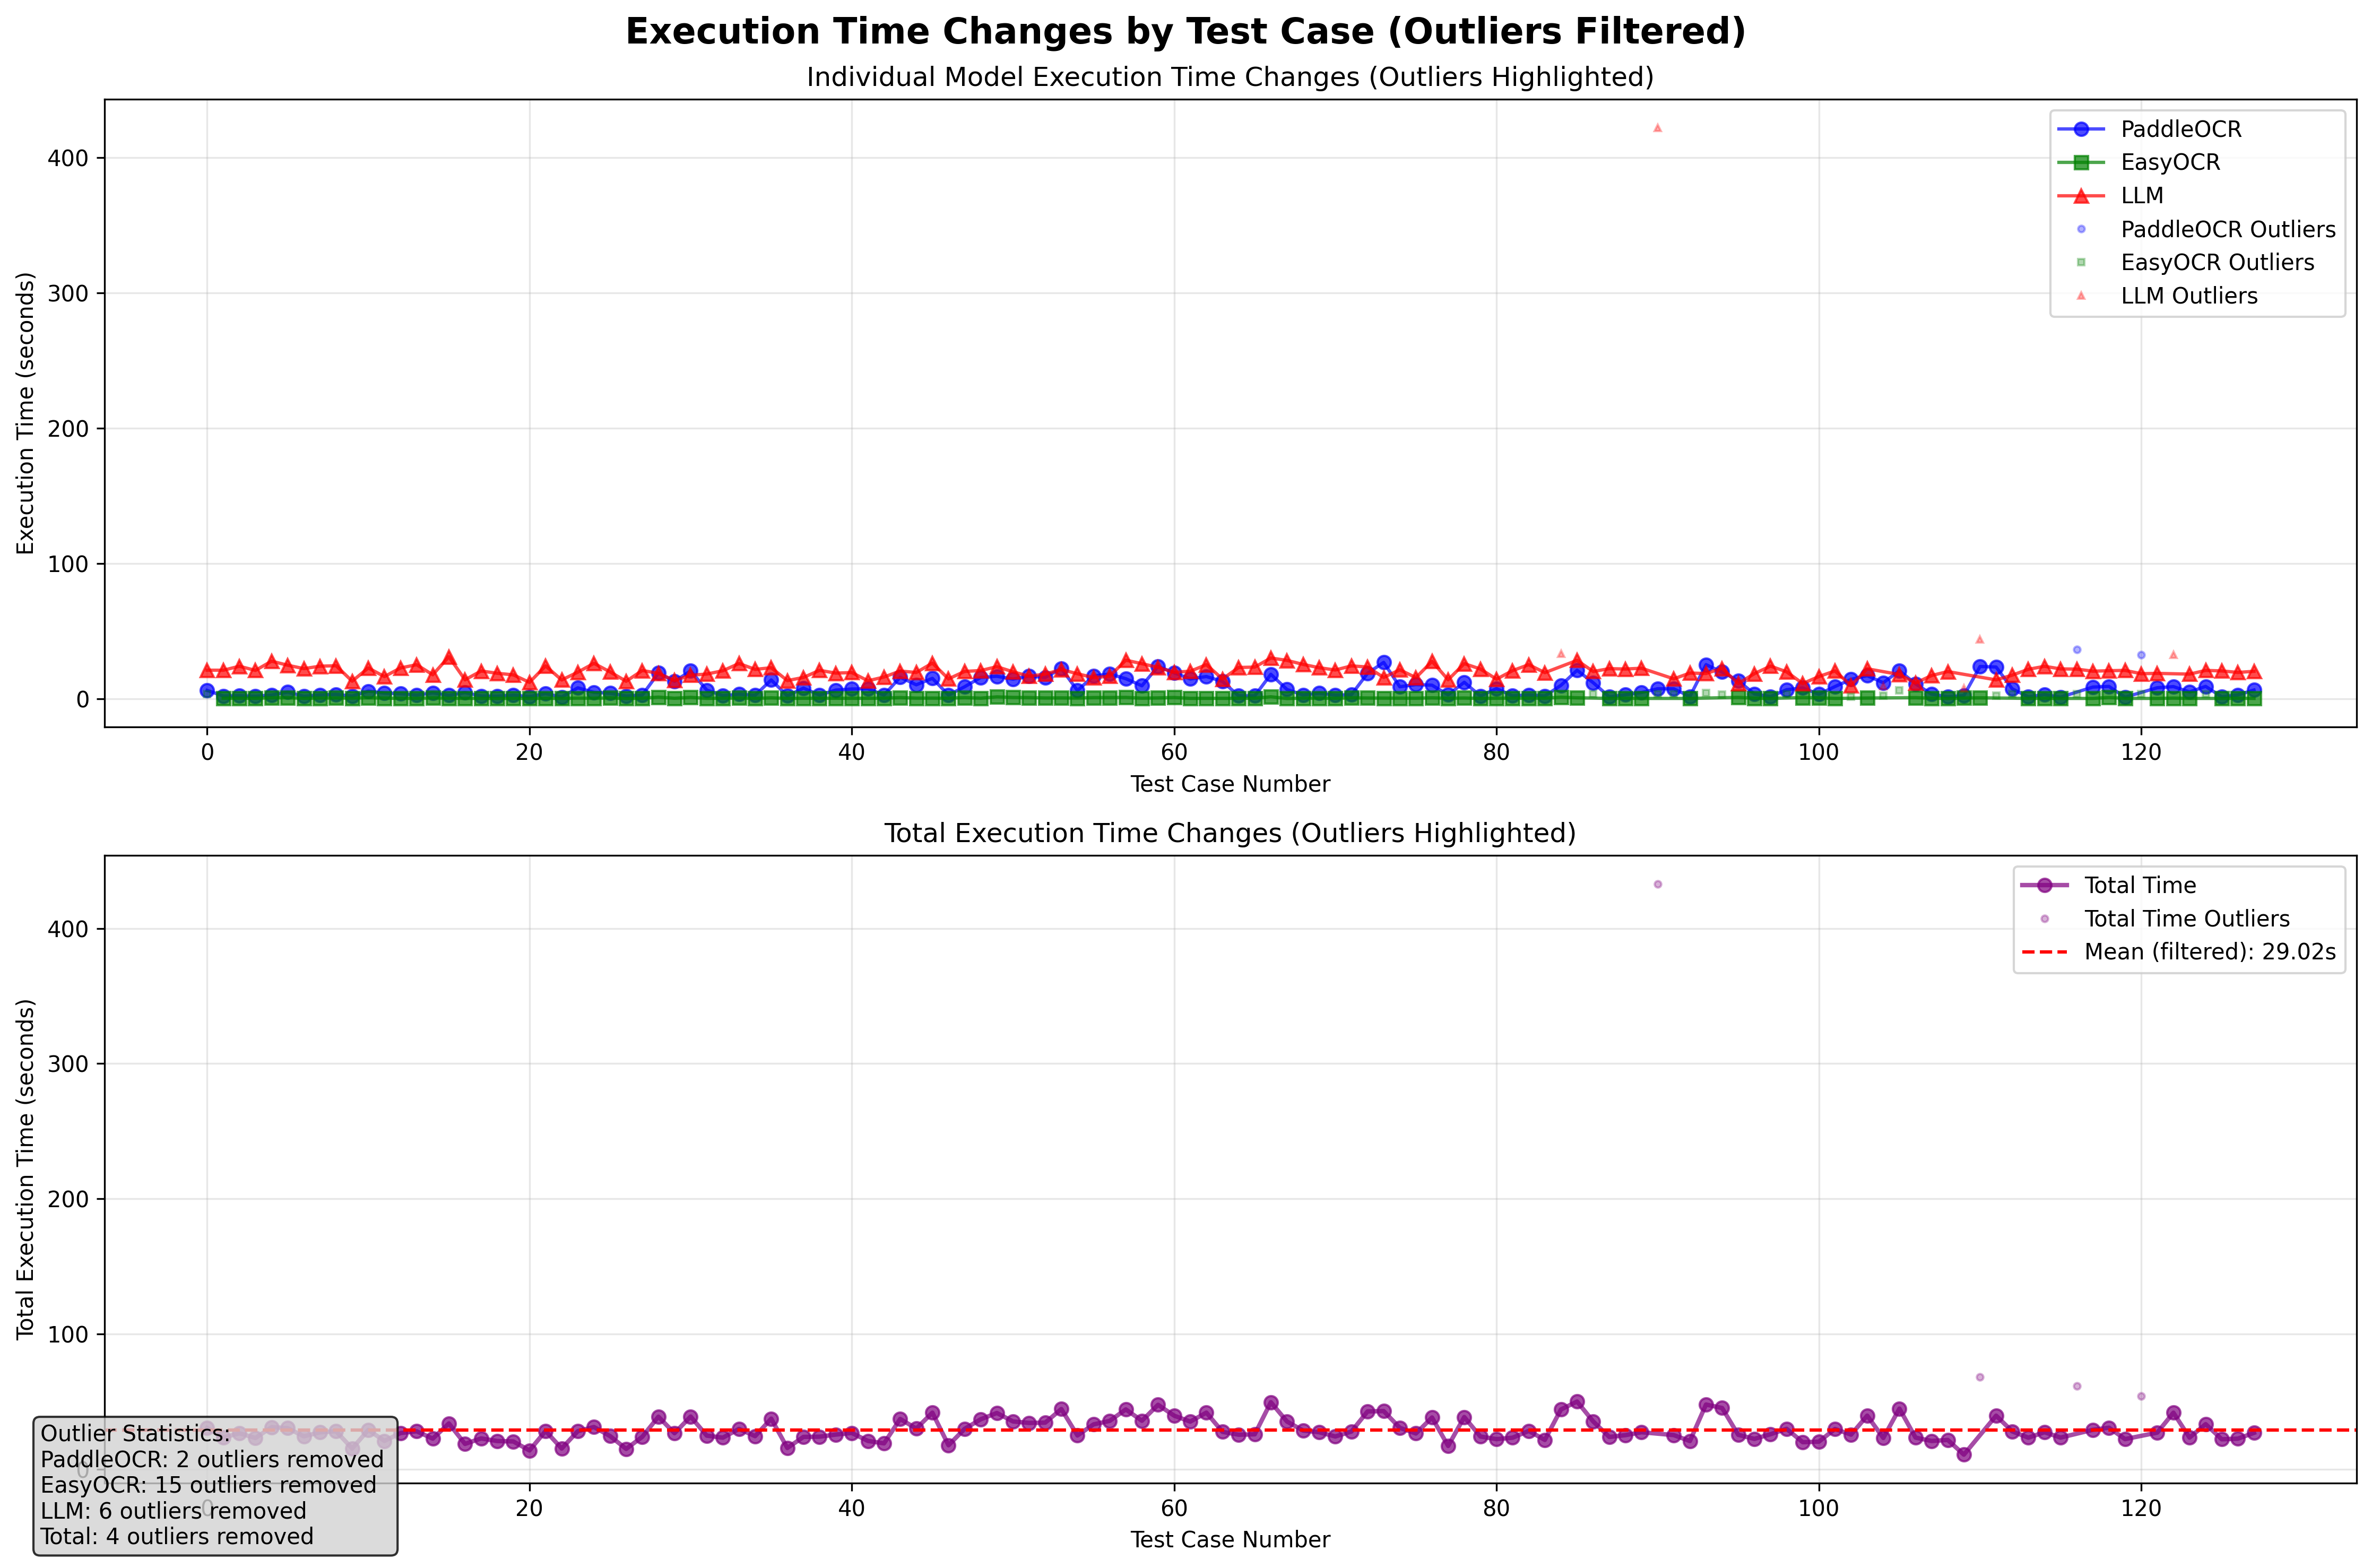 Execution Time Changes by Test Case (Outliers Filtered)
Individual Model Execution Time Changes (Outliers Highlighted)
Execution Time (seconds)
400
300
200
100
0
PaddleOCR
EasyOCR
LLM
PaddleOCR Outliers
EasyOCR Outliers
LLM Outliers
0 20 40 60 80 100 120
Test Case Number
Total Execution Time Changes (Outliers Highlighted)
Total Execution Time (seconds)
400
300
200
100
0
Total Time
Total Time Outliers
Mean (filtered): 29.02s
0 20 40 60 80 100 120
Test Case Number
Outlier Statistics:
PaddleOCR: 2 outliers removed
EasyOCR: 15 outliers removed
LLM: 6 outliers removed
Total: 4 outliers removed